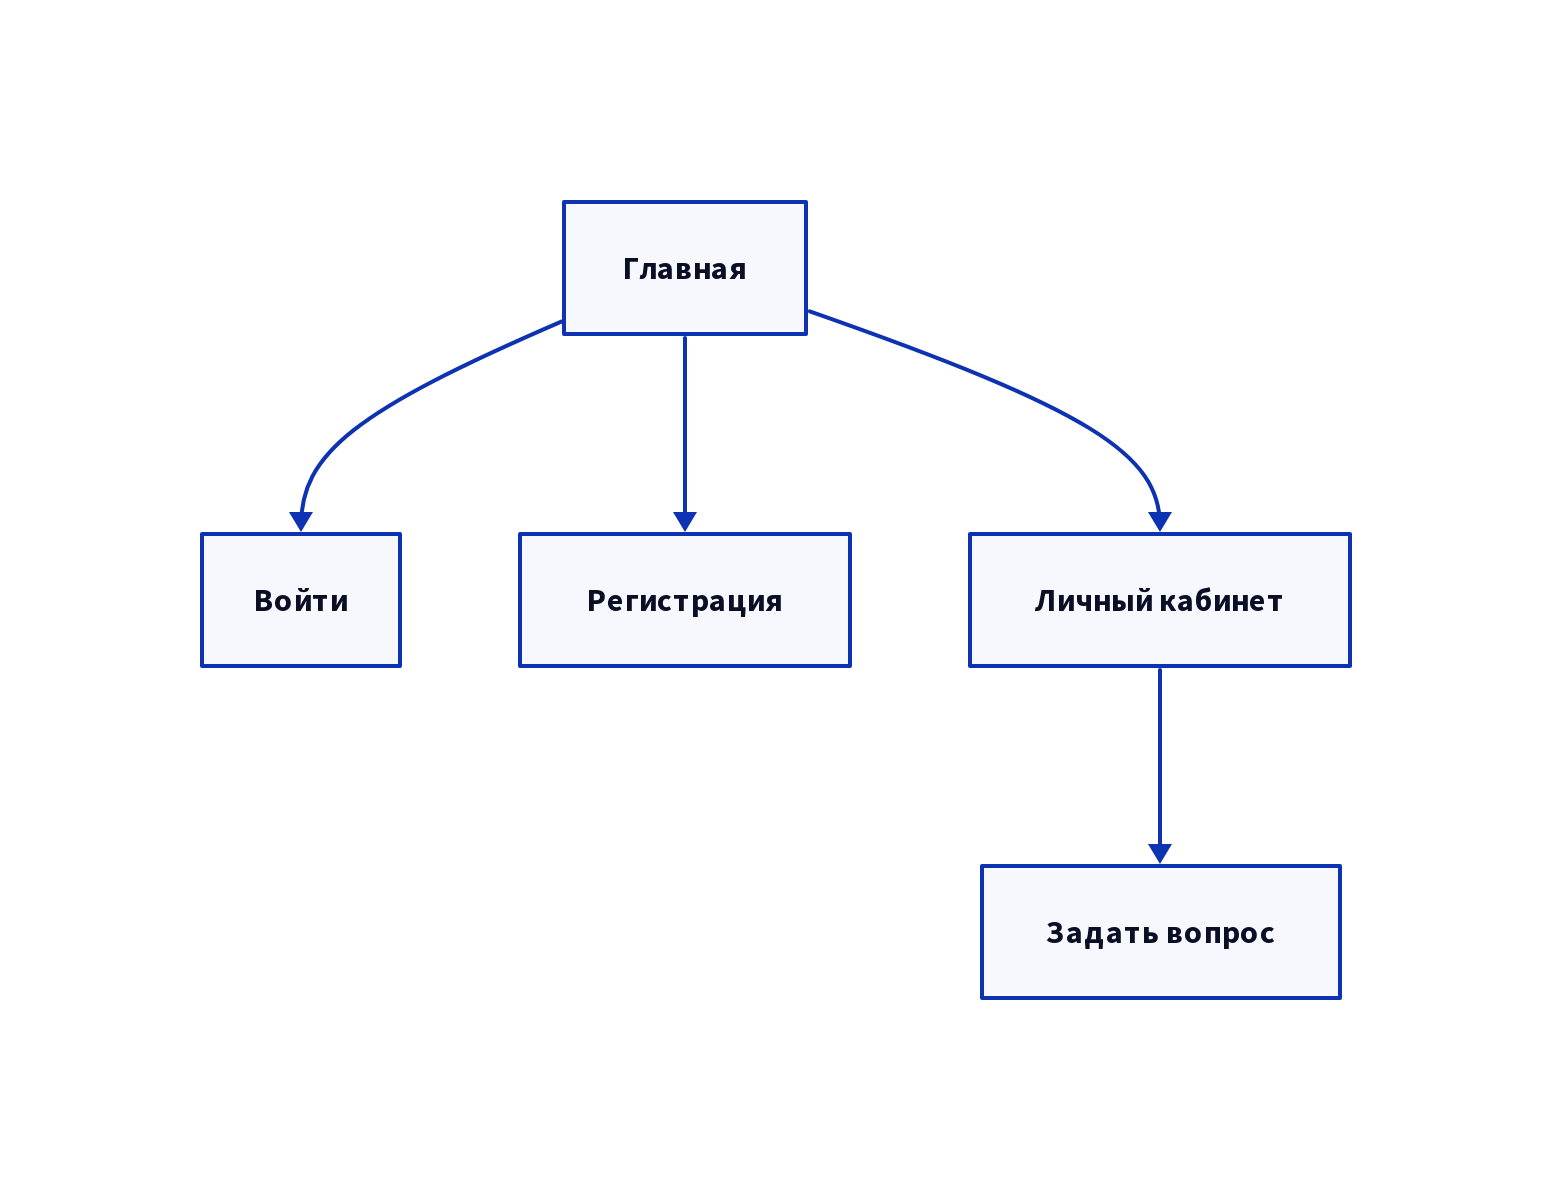 Главная
Войти
Регистрация
Личный кабинет
Задать вопрос